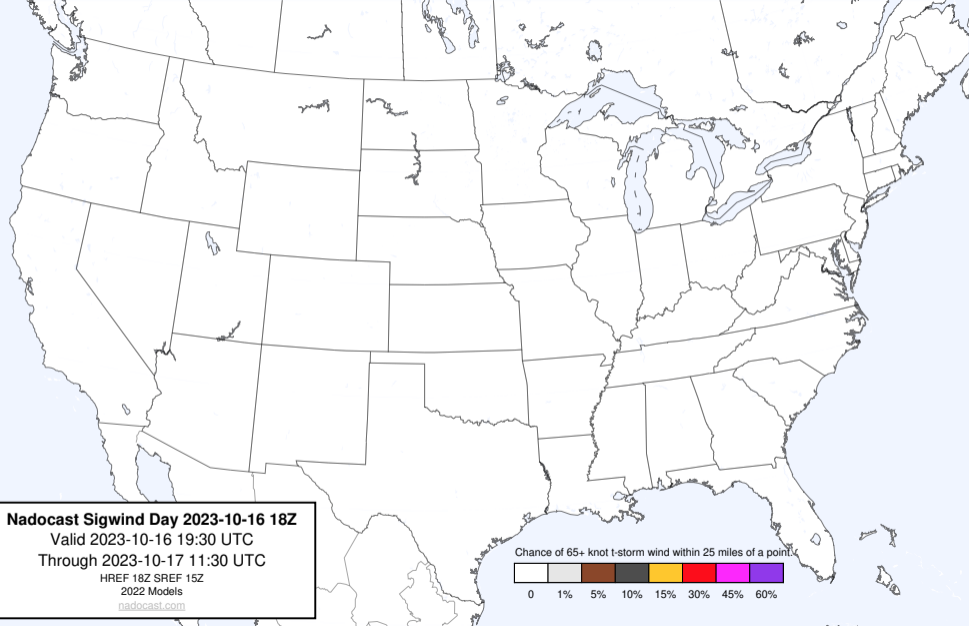 Nadocast Sigwind Day 2023-10-16 18Z
Valid 2023-10-16 19:30 UTC
Through 2023-10-17 11:30 UTC
HREF 18Z SREF 15Z
2022 Models
nadocast.com
Chance of 65+ knot t-storm wind within 25 miles of a point.
0 1% 5% 10% 15% 30% 45% 60%